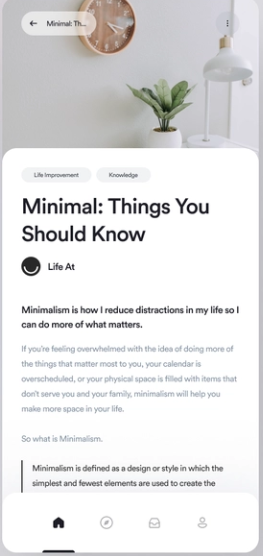 Minimal: Th...
Life Improvement
Knowledge
Minimal: Things You
Should Know
Life At
Minimalism is how I reduce distractions in my life so I
can do more of what matters.
If you're feeling overwhelmed with the idea of doing more of
the things that matter most to you, your calendar is
overscheduled, or your physical space is filled with items that
don't serve you and your family, minimalism will help you
make more space in your life.
So what is Minimalism.
Minimalism is defined as a design or style in which the
simplest and fewest elements are used to create the